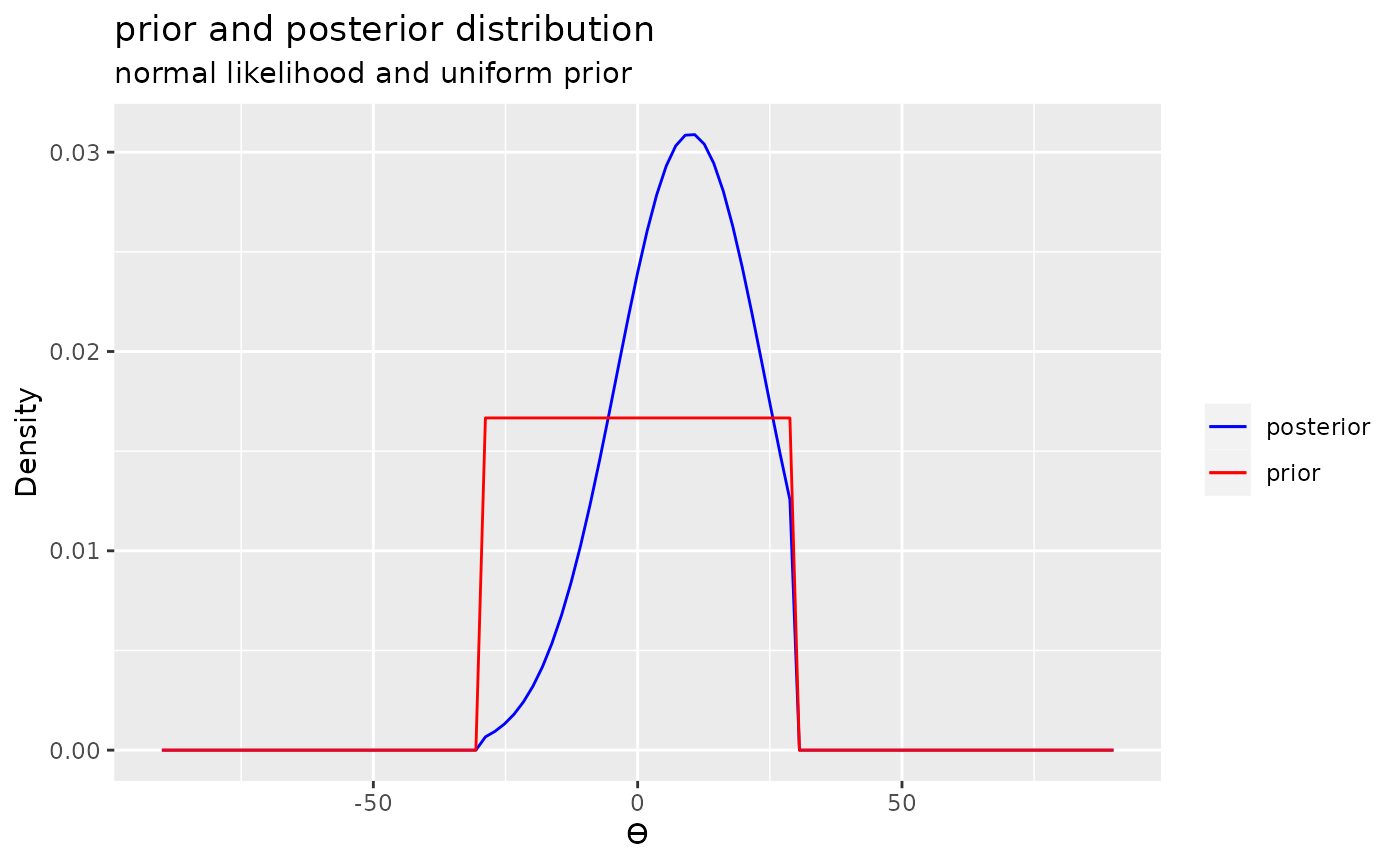 prior and posterior distribution
normal likelihood and uniform prior
0.03
0.02
0.01
0.00
Density
-50
0
50
Θ
posterior
prior